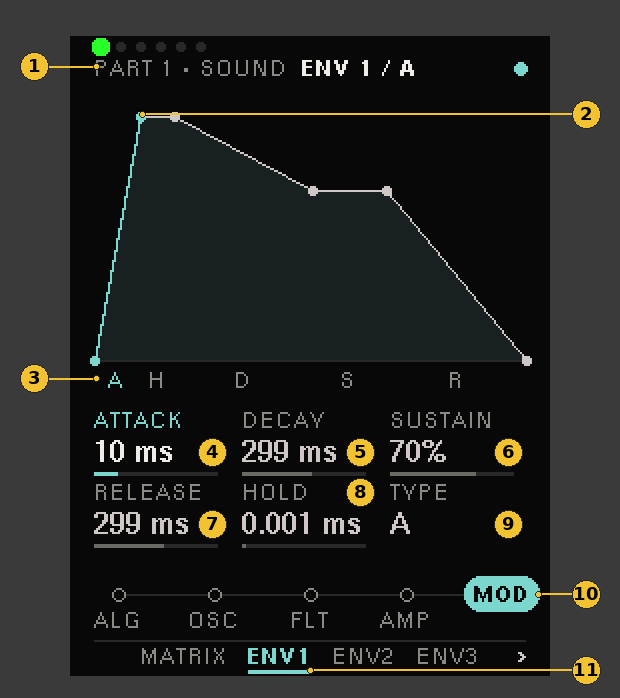 1 PART 1 · SOUND ENV 1 / A
2
3 A H D S R
ATTACK DECAY SUSTAIN
10 ms 4 299 ms 5 70% 6
RELEASE HOLD 8 TYPE
299 ms 7 0.001 ms A 9
MOD 10
ALG OSC FLT AMP
MATRIX ENV1 ENV2 ENV3 >
11